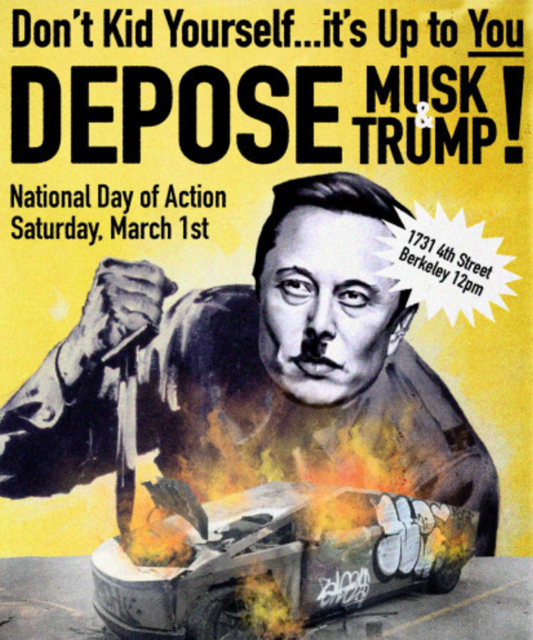 Don't Kid Yourself...it's Up to You
DEPOSE MUSK & TRUMP!
National Day of Action
Saturday, March 1st
1731 4th Street
Berkeley 12pm